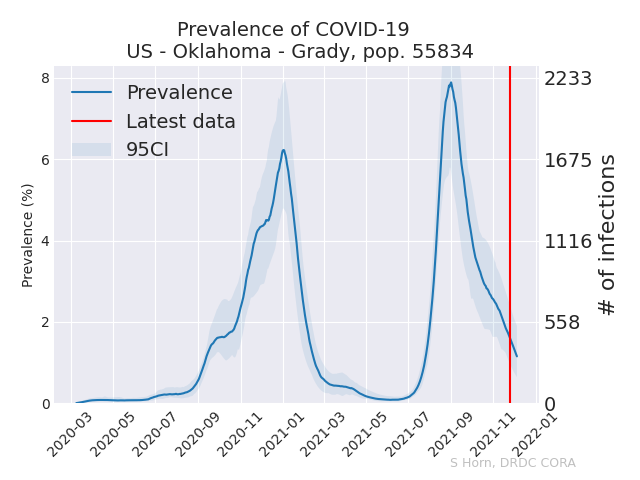 Prevalence of COVID-19
US - Oklahoma - Grady, pop. 55834
Prevalence
Latest data
95CI
8
6
4
2
0
Prevalence (%)
2233
1675
1116
558
0
# of infections
2020-03
2020-05
2020-07
2020-09
2020-11
2021-01
2021-03
2021-05
2021-07
2021-09
2021-11
2022-01
S Horn, DRDC CORA